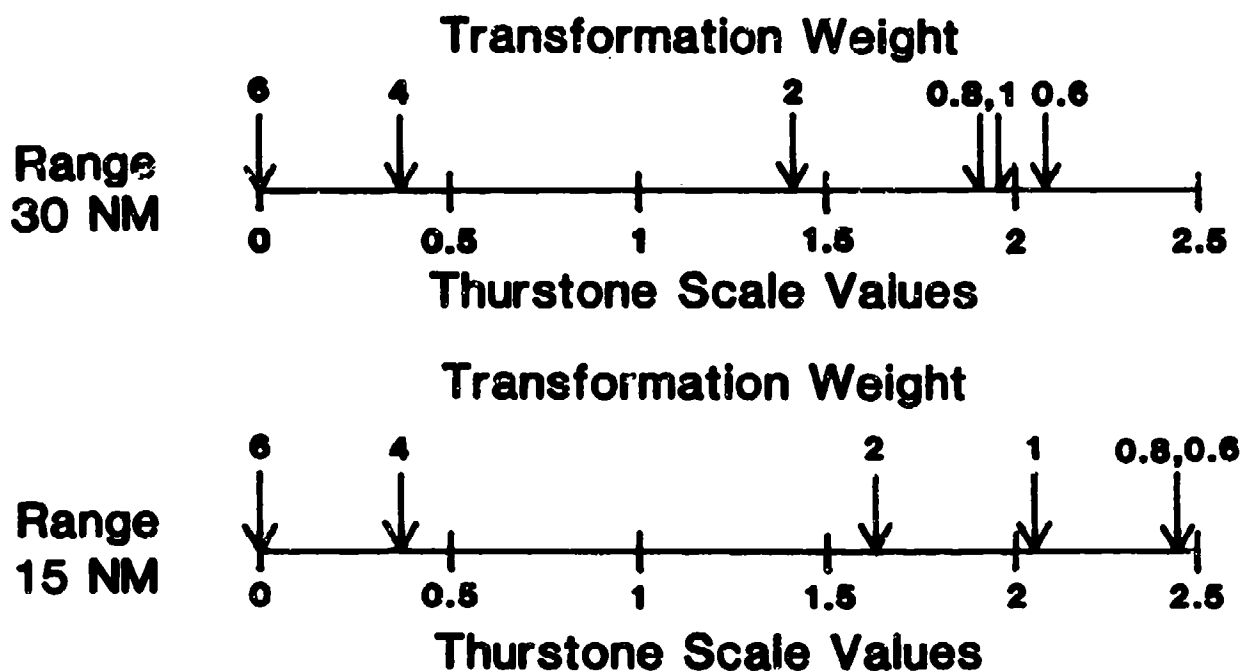 Transformation Weight
6 4 2 0.8,1 0.6
Range
30 NM
0 0.5 1 1.5 2 2.5
Thurstone Scale Values
Transformation Weight
6 4 2 1 0.8,0.6
Range
15 NM
0 0.5 1 1.5 2 2.5
Thurstone Scale Values